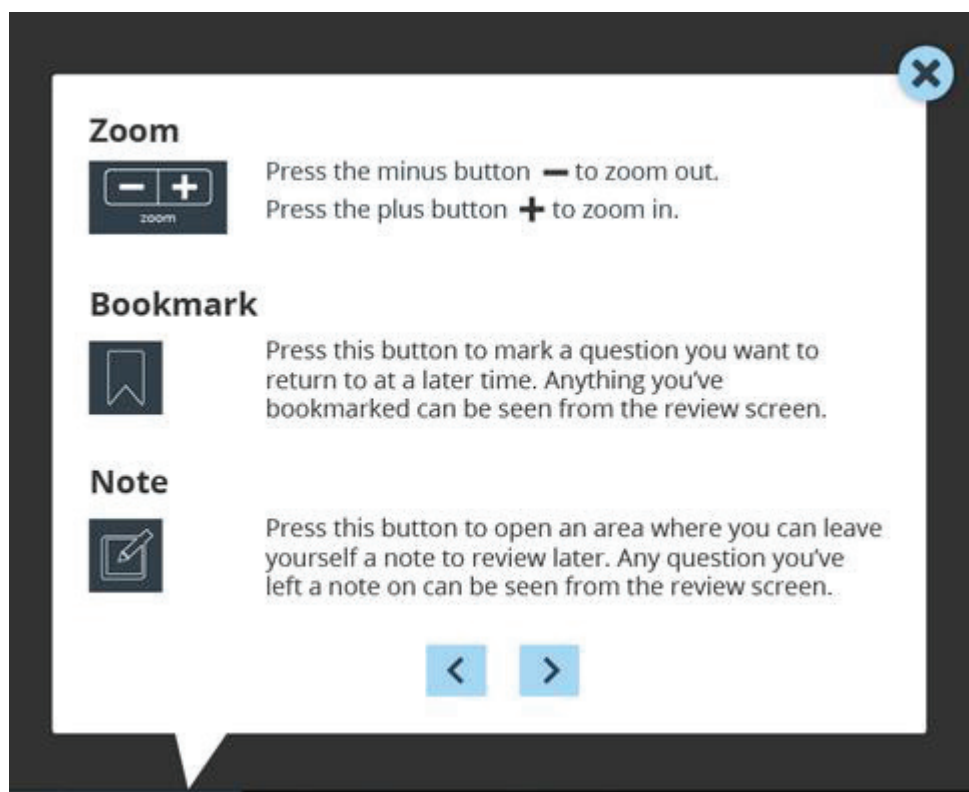 Zoom
zoom
Press the minus button − to zoom out.
Press the plus button + to zoom in.
Bookmark
Press this button to mark a question you want to
return to at a later time. Anything you’ve
bookmarked can be seen from the review screen.
Note
Press this button to open an area where you can leave
yourself a note to review later. Any question you’ve
left a note on can be seen from the review screen.